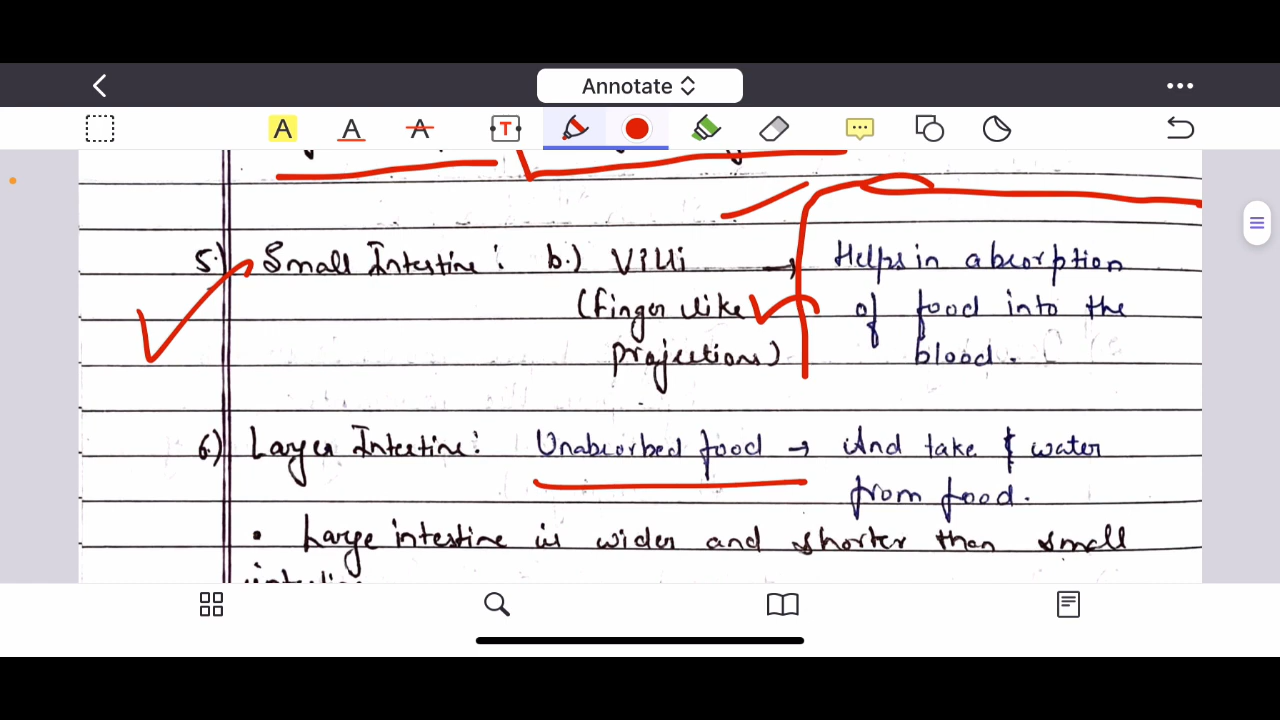 Annotate
A A A T
5.) Small Intestine : b.) Villi → Helps in absorption
(finger like of food into the
projections) blood.
6.) Larger Intestine : Unabsorbed food → And take & water
from food.
• Large intestine is wider and shorter than small